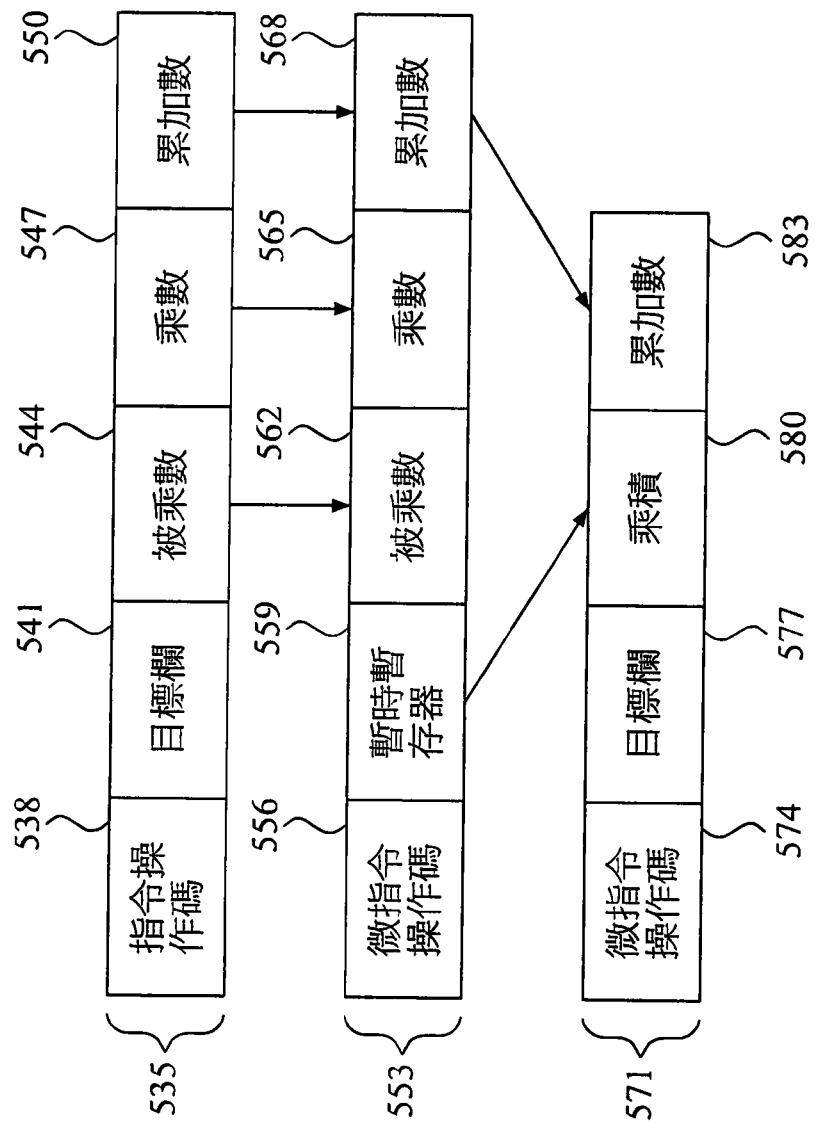 538
541
544
547
550
535
指令操
作碼
目標欄
被乘數
乘數
累加數
556
559
562
565
568
553
微指令
操作碼
暫時暫
存器
被乘數
乘數
累加數
571
微指令
操作碼
目標欄
乘積
累加數
574
577
580
583